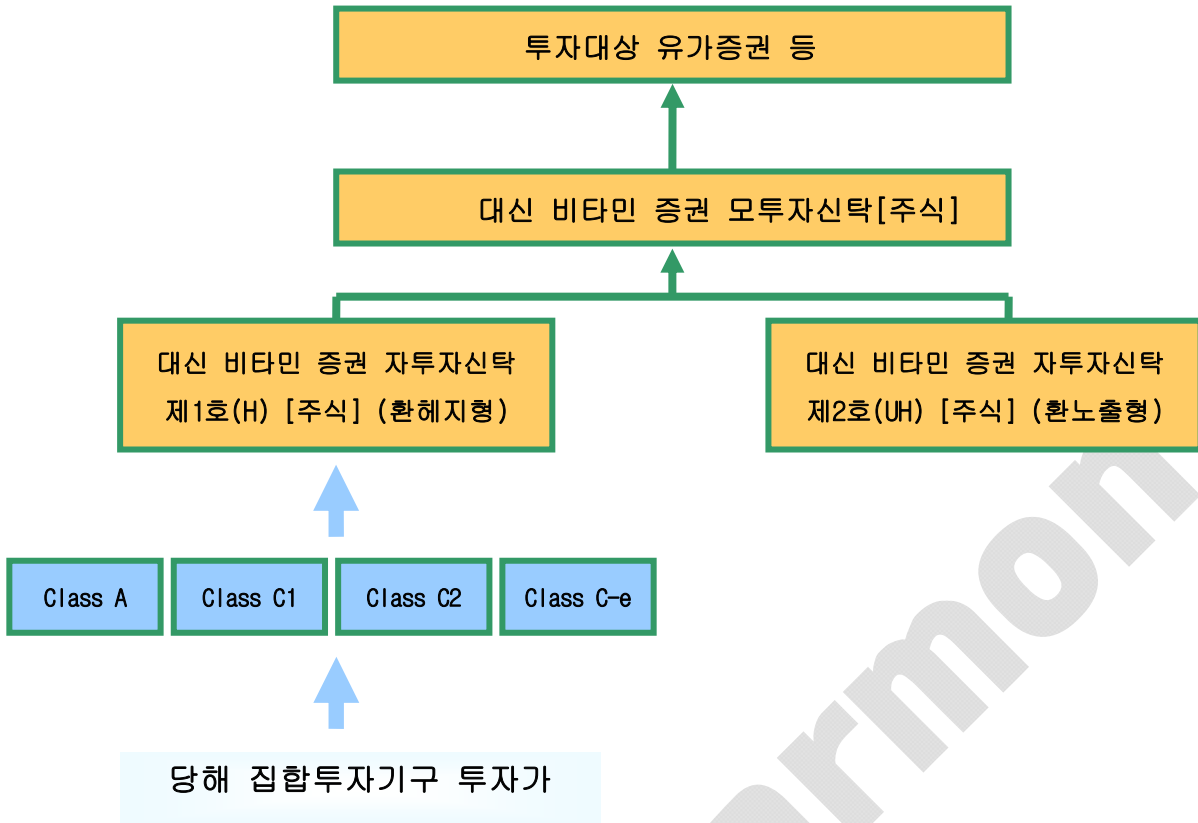 투자대상 유가증권 등
대신 비타민 증권 모투자신탁[주식]
대신 비타민 증권 자투자신탁
제1호(H) [주식] (환헤지형)
대신 비타민 증권 자투자신탁
제2호(UH) [주식] (환노출형)
Class A
Class C1
Class C2
Class C-e
당해 집합투자기구 투자가
armon